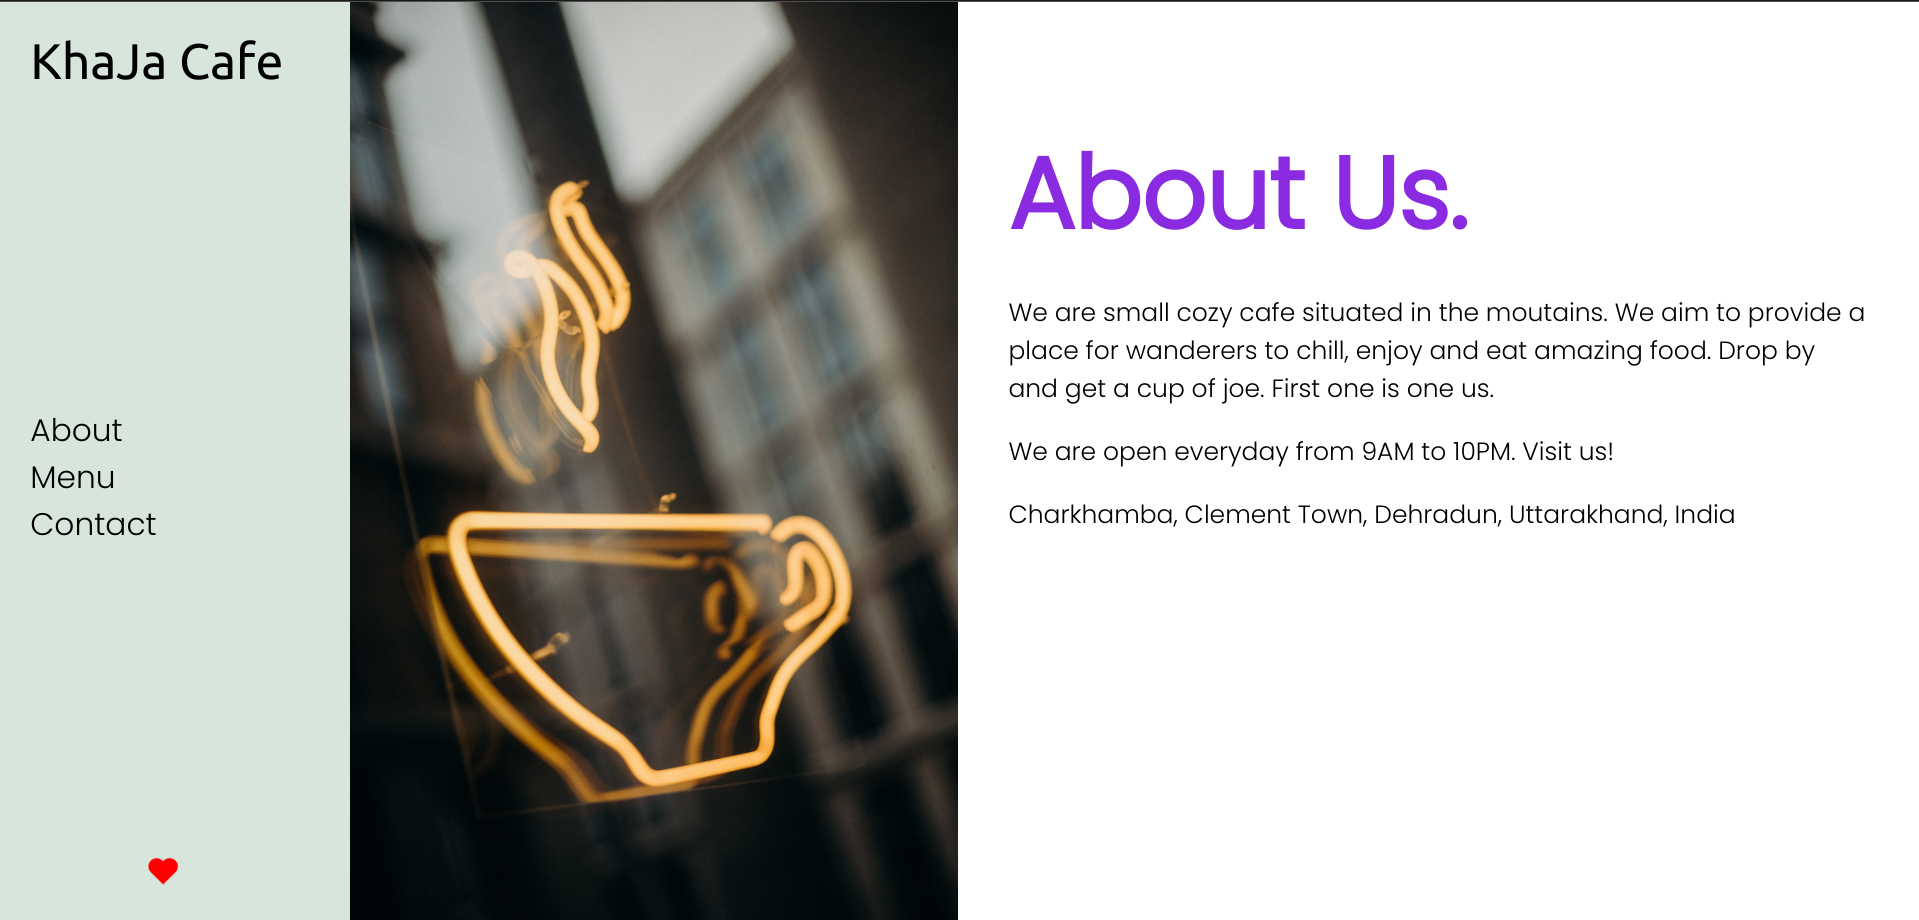 KhaJa Cafe
About
Menu
Contact
About Us.
We are small cozy cafe situated in the moutains. We aim to provide a
place for wanderers to chill, enjoy and eat amazing food. Drop by
and get a cup of joe. First one is one us.
We are open everyday from 9AM to 10PM. Visit us!
Charkhamba, Clement Town, Dehradun, Uttarakhand, India